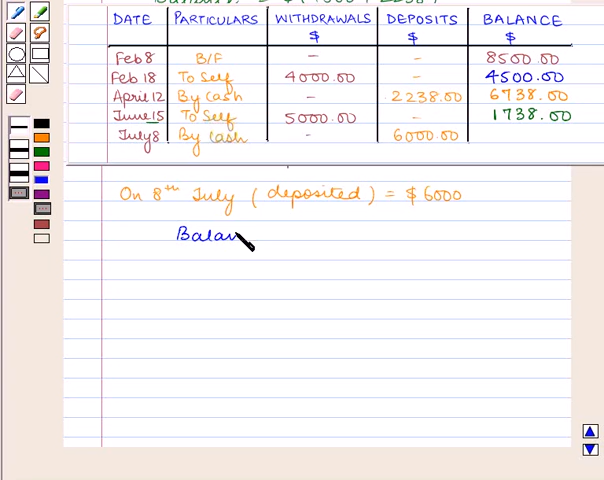 DATE PARTICULARS WITHDRAWALS $ DEPOSITS $ BALANCE $
Feb 8 B/F - - 8500.00
Feb 18 To Self 4000.00 - 4500.00
April 12 By cash - 2238.00 6738.00
June 15 To Self 5000.00 - 1738.00
July 8 By cash - 6000.00
On 8th July ( deposited ) = $ 6000
Balan